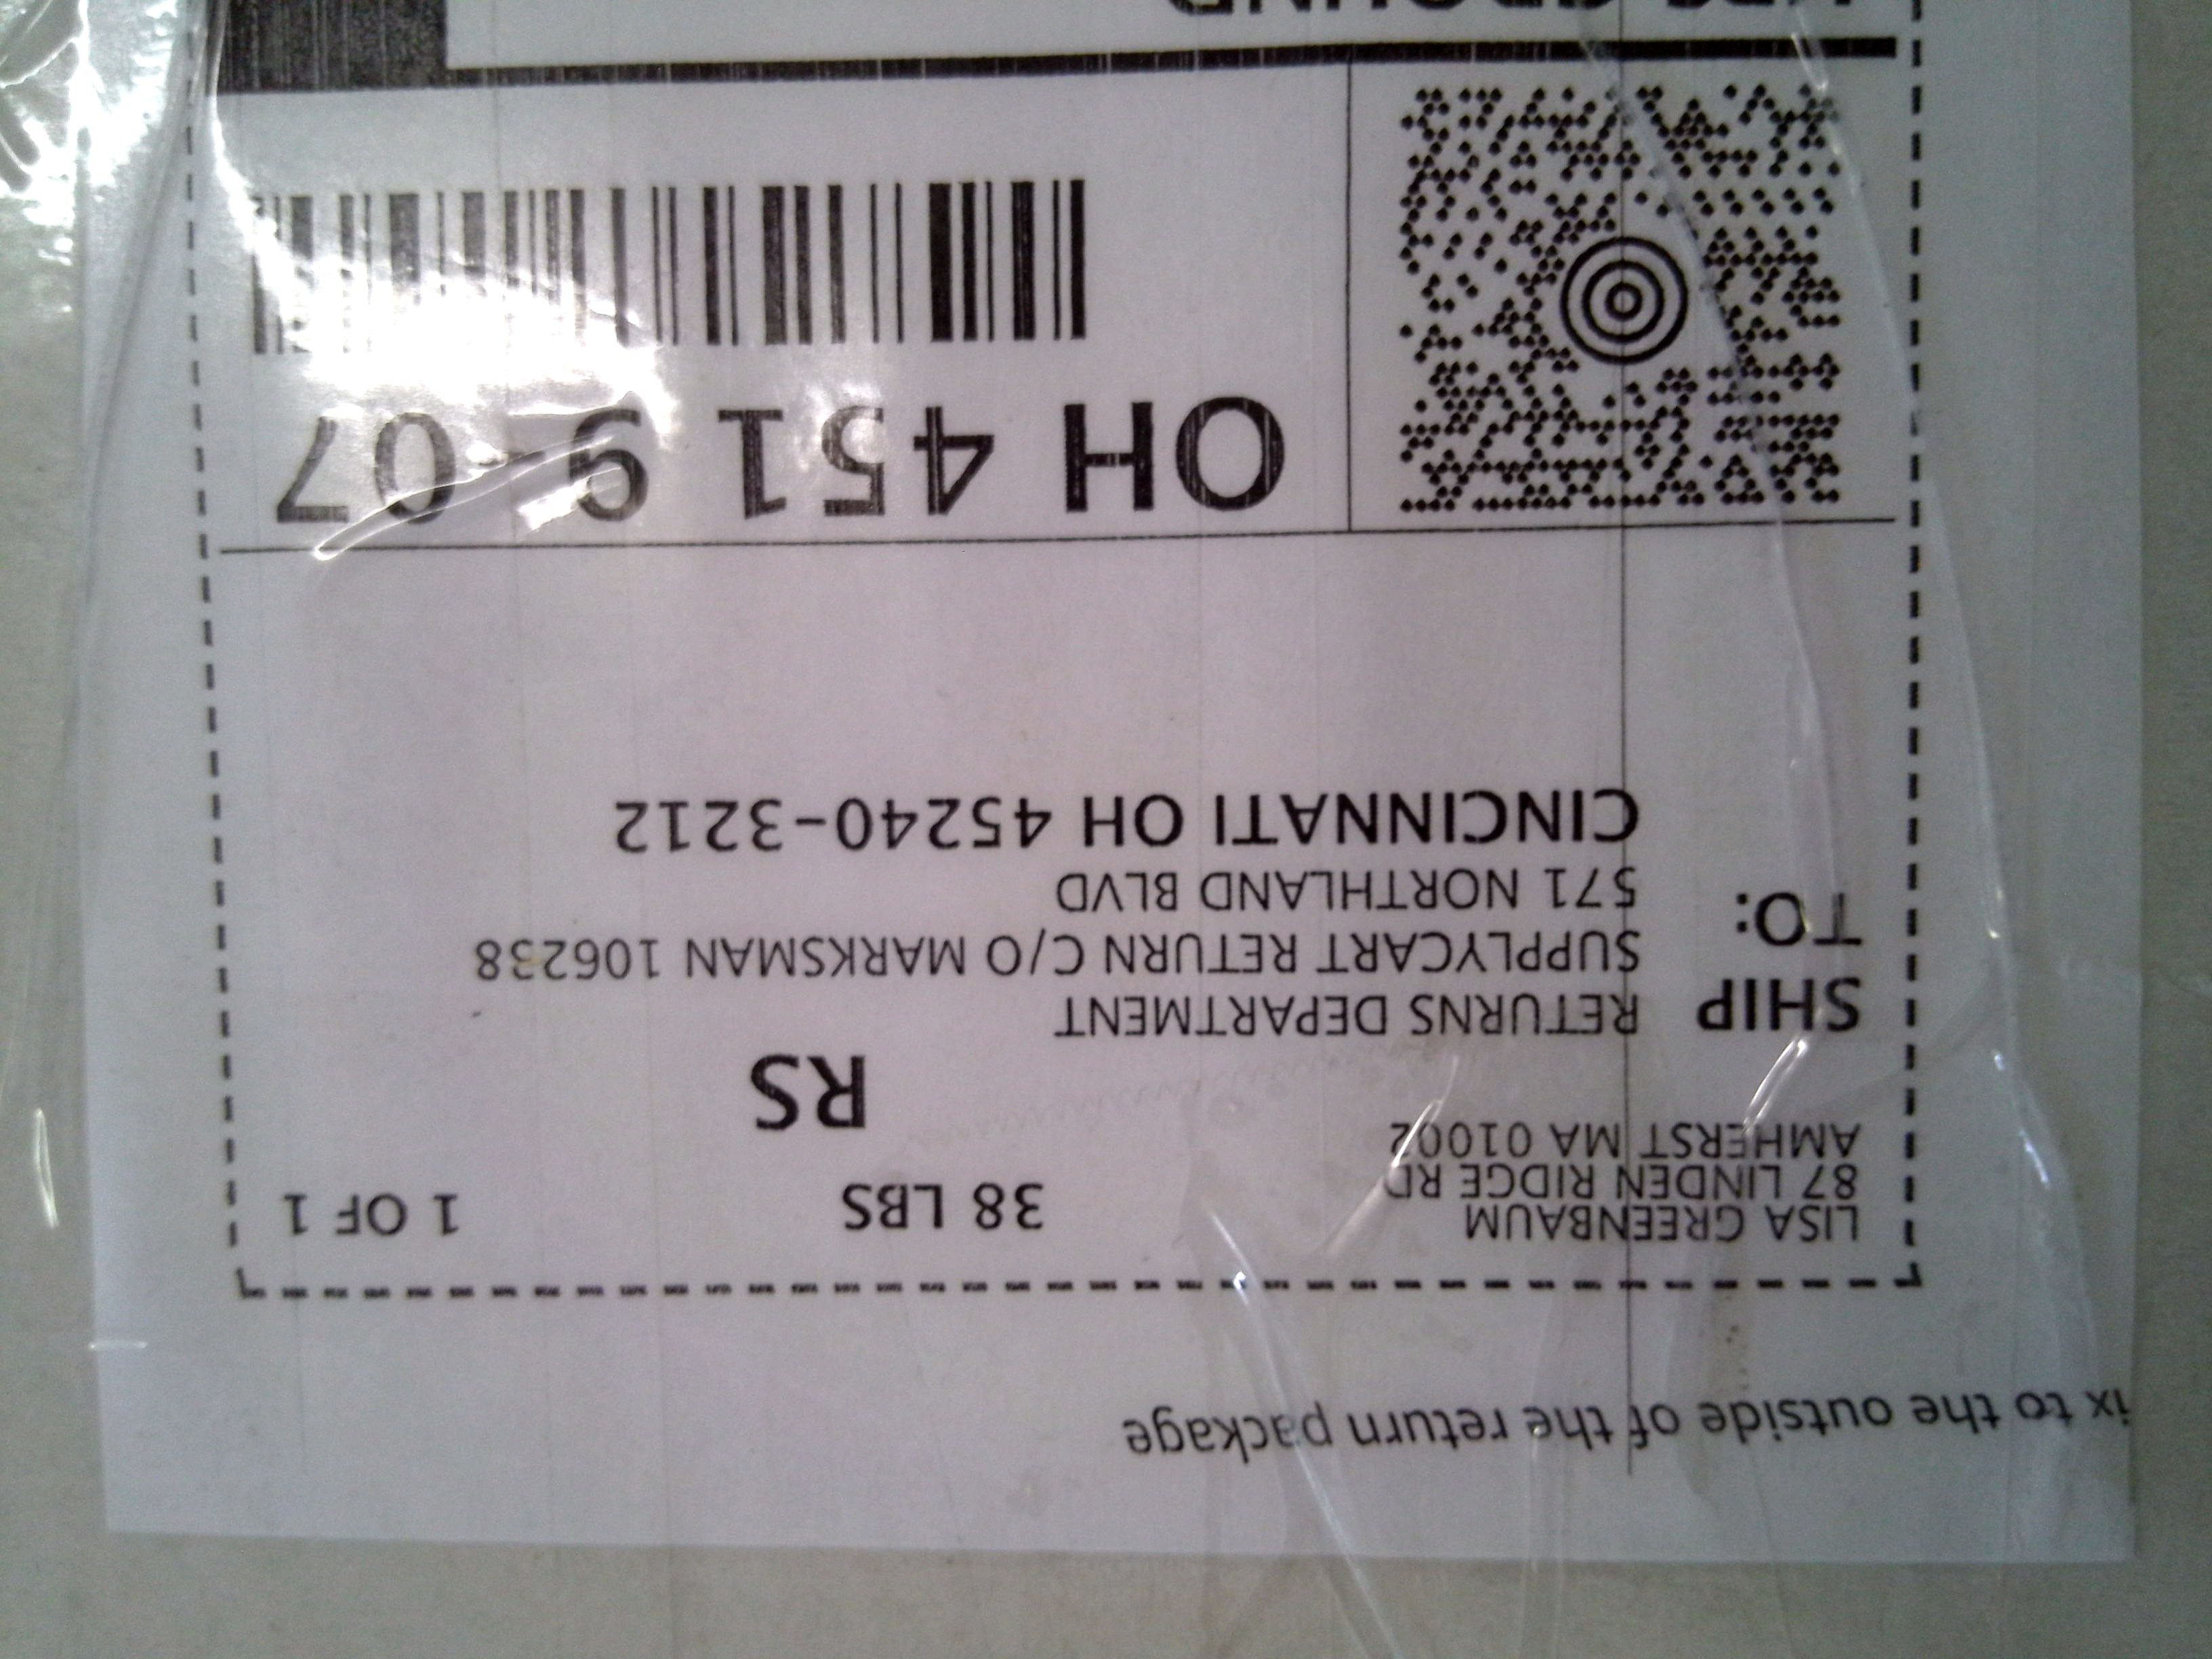 ix to the outside of the return package
LISA GREENBAUM
87 LINDEN RIDGE RD
AMHERST MA 01002
38 LBS
1 OF 1
RS
SHIP TO:
RETURNS DEPARTMENT
SUPPLYCART RETURN C/O MARKSMAN 106238
571 NORTHLAND BLVD
CINCINNATI OH 45240-3212
OH 451 9-07